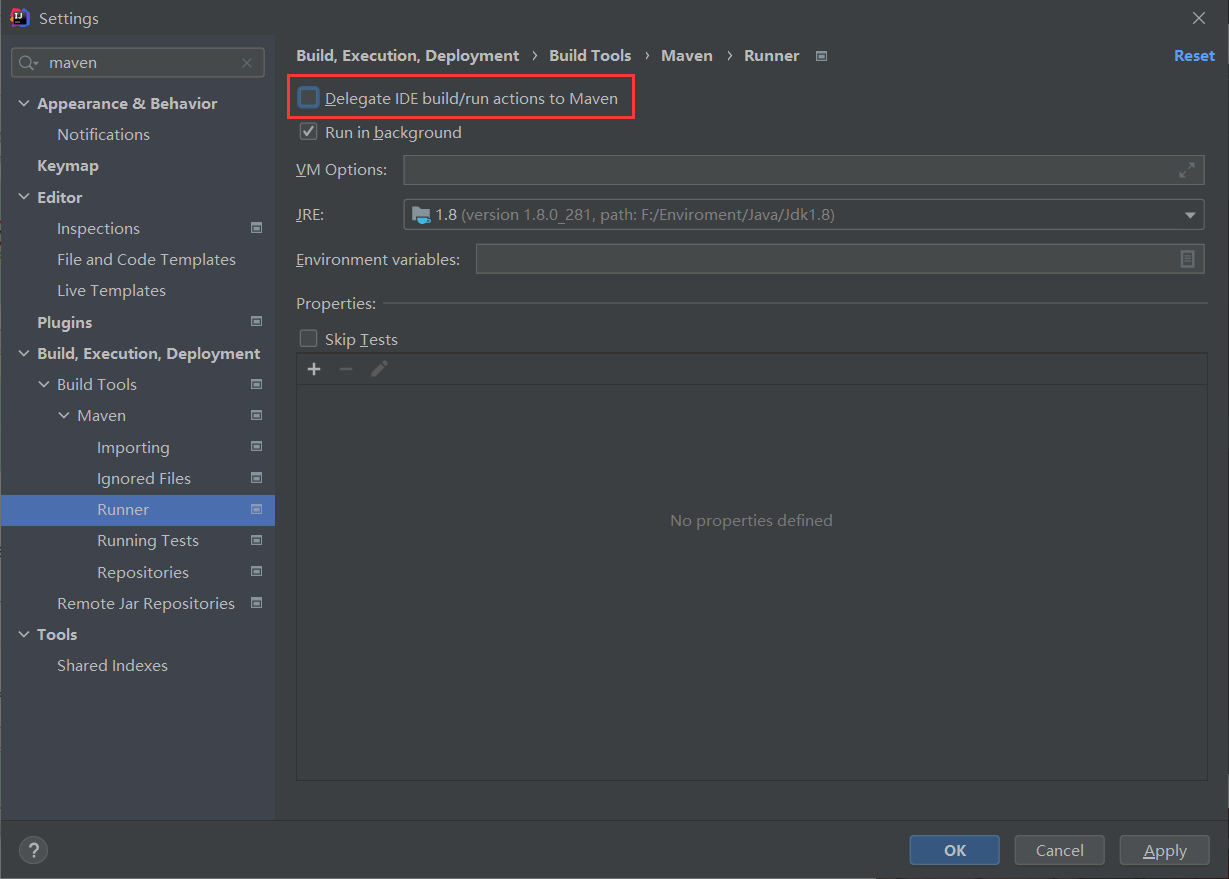 Settings
maven
Appearance & Behavior
Notifications
Keymap
Editor
Inspections
File and Code Templates
Live Templates
Plugins
Build, Execution, Deployment
Build Tools
Maven
Importing
Ignored Files
Runner
Running Tests
Repositories
Remote Jar Repositories
Tools
Shared Indexes
Build, Execution, Deployment › Build Tools › Maven › Runner
Reset
Delegate IDE build/run actions to Maven
Run in background
VM Options:
JRE: 1.8 (version 1.8.0_281, path: F:/Enviroment/Java/Jdk1.8)
Environment variables:
Properties:
Skip Tests
No properties defined
?
OK Cancel Apply